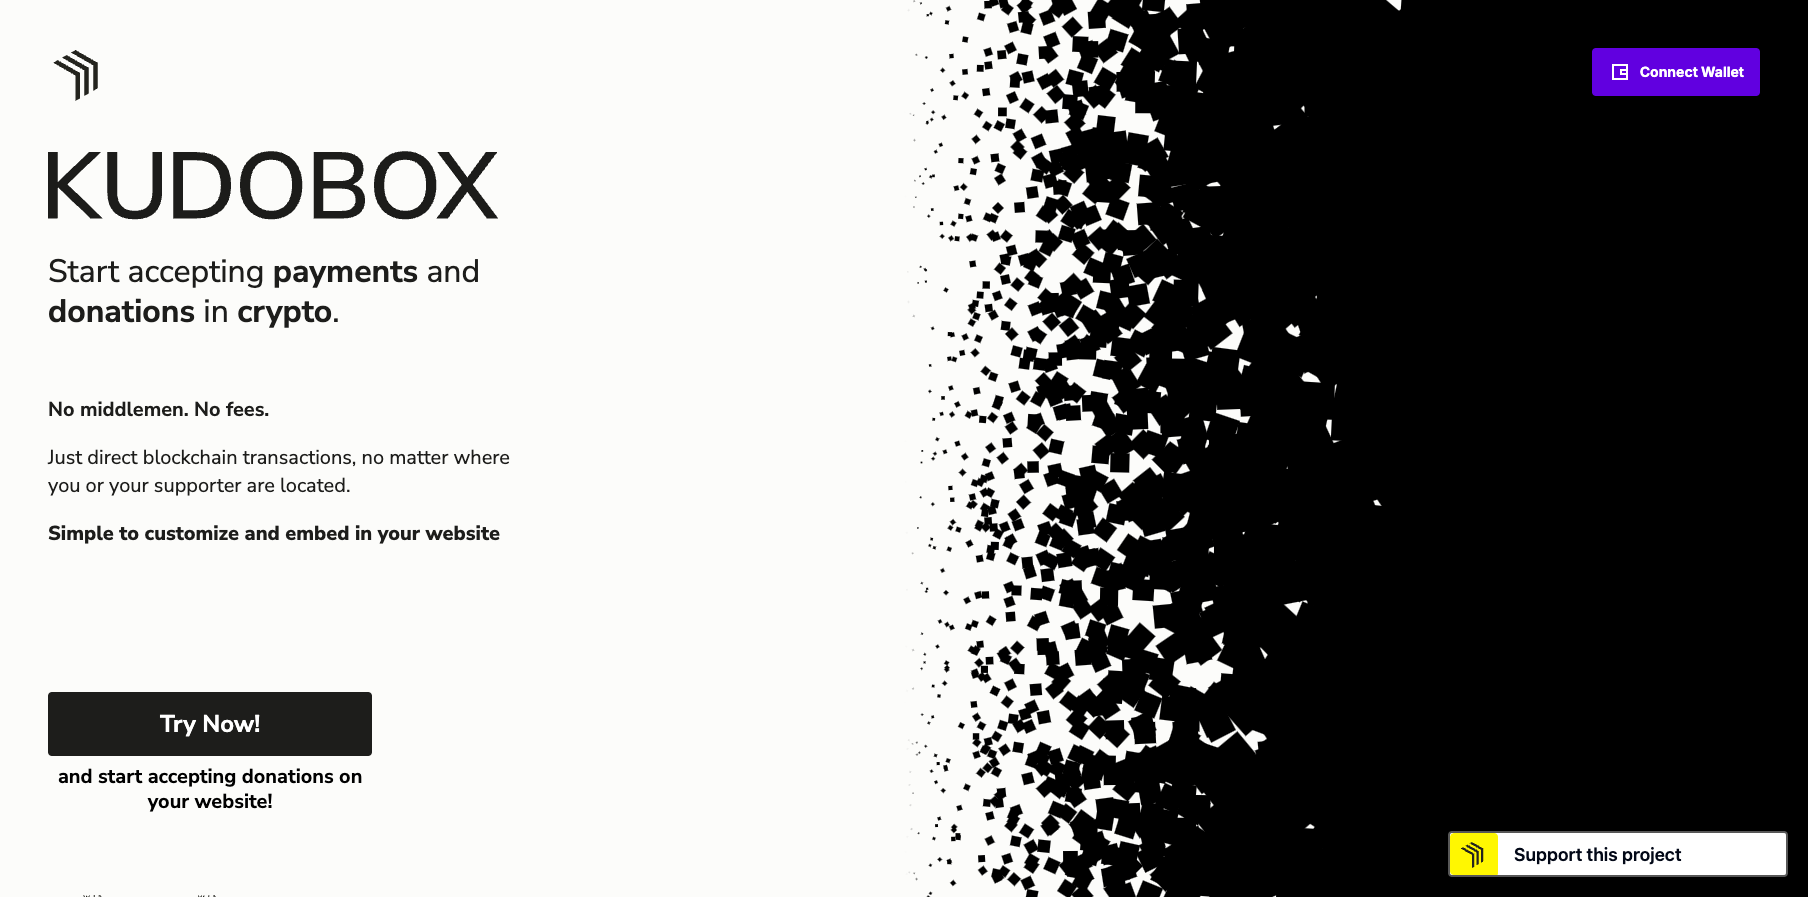 Connect Wallet
KUDOBOX
Start accepting payments and
donations in crypto.
No middlemen. No fees.
Just direct blockchain transactions, no matter where
you or your supporter are located.
Simple to customize and embed in your website
Try Now!
and start accepting donations on
your website!
Support this project